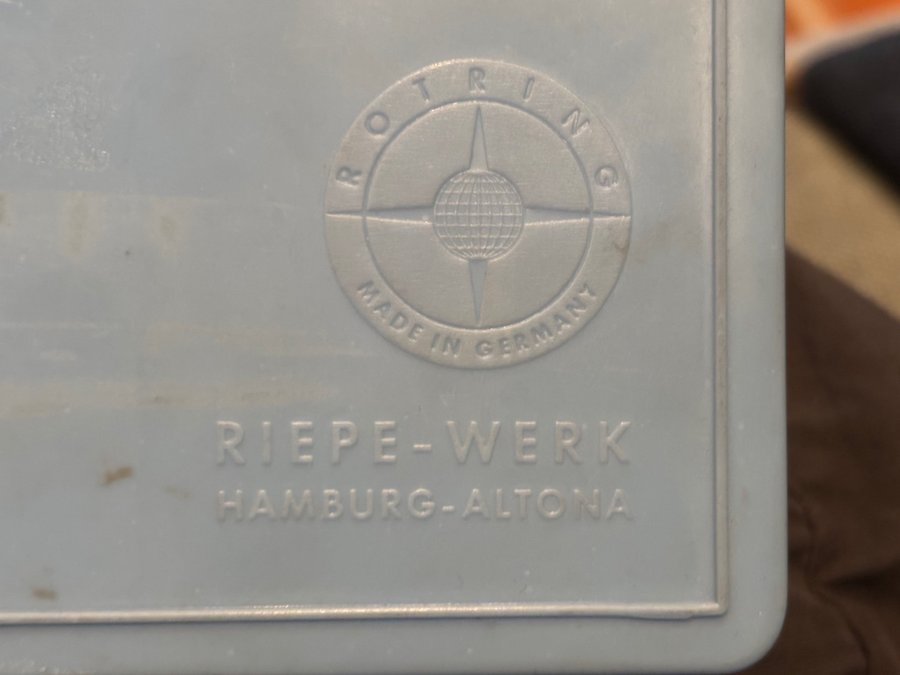 ROTRING
MADE IN GERMANY
RIEPE-WERK
HAMBURG-ALTONA